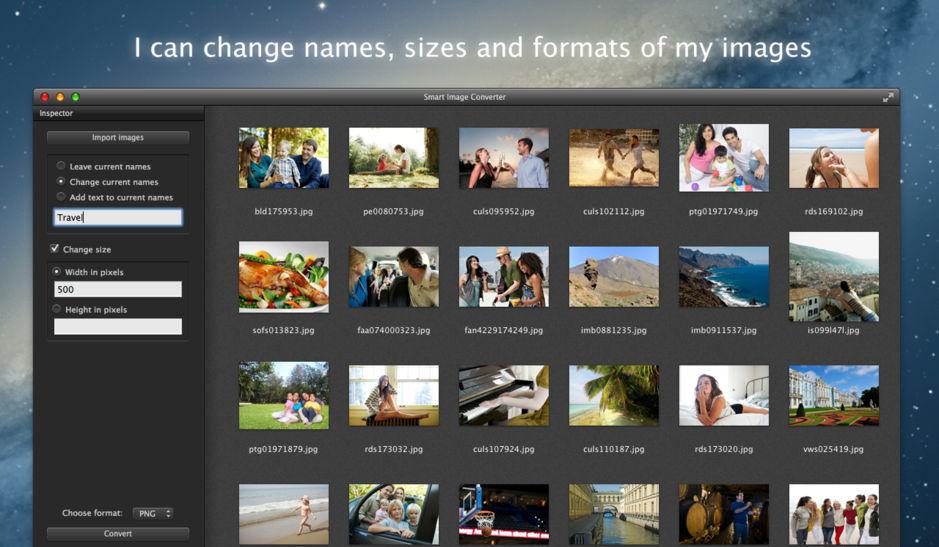 I can change names, sizes and formats of my images
Smart Image Converter
Inspector
Import images
Leave current names
Change current names
Add text to current names
Travel
Change size
Width in pixels
500
Height in pixels
Choose format: PNG
Convert
bld175953.jpg pe0080753.jpg culs095952.jpg culs102112.jpg ptg01971749.jpg rds169102.jpg
sofs013823.jpg faa074000323.jpg fan4229174249.jpg imb0881235.jpg imb0911537.jpg is099l47l.jpg
ptg01971879.jpg rds173032.jpg culs107924.jpg culs110187.jpg rds173020.jpg vws025419.jpg